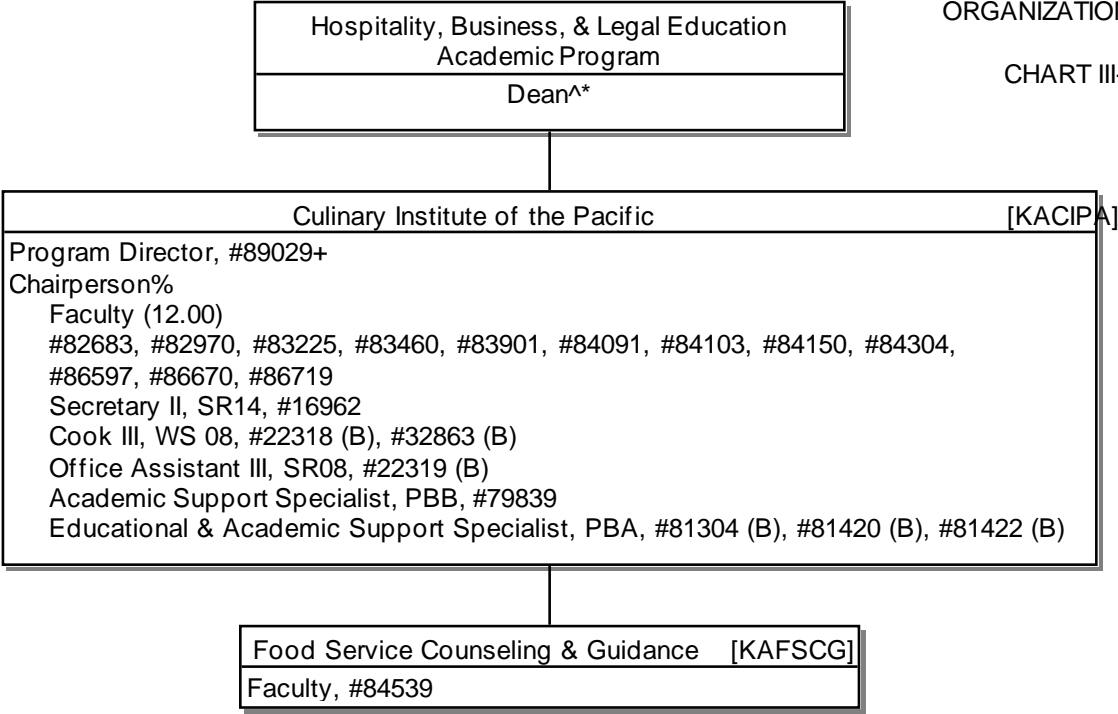 ORGANIZATION
CHART III-
Hospitality, Business, & Legal Education
Academic Program
Dean^*
Culinary Institute of the Pacific [KACIPA]
Program Director, #89029+
Chairperson%
Faculty (12.00)
#82683, #82970, #83225, #83460, #83901, #84091, #84103, #84150, #84304,
#86597, #86670, #86719
Secretary II, SR14, #16962
Cook III, WS 08, #22318 (B), #32863 (B)
Office Assistant III, SR08, #22319 (B)
Academic Support Specialist, PBB, #79839
Educational & Academic Support Specialist, PBA, #81304 (B), #81420 (B), #81422 (B)
Food Service Counseling & Guidance [KAFSCG]
Faculty, #84539